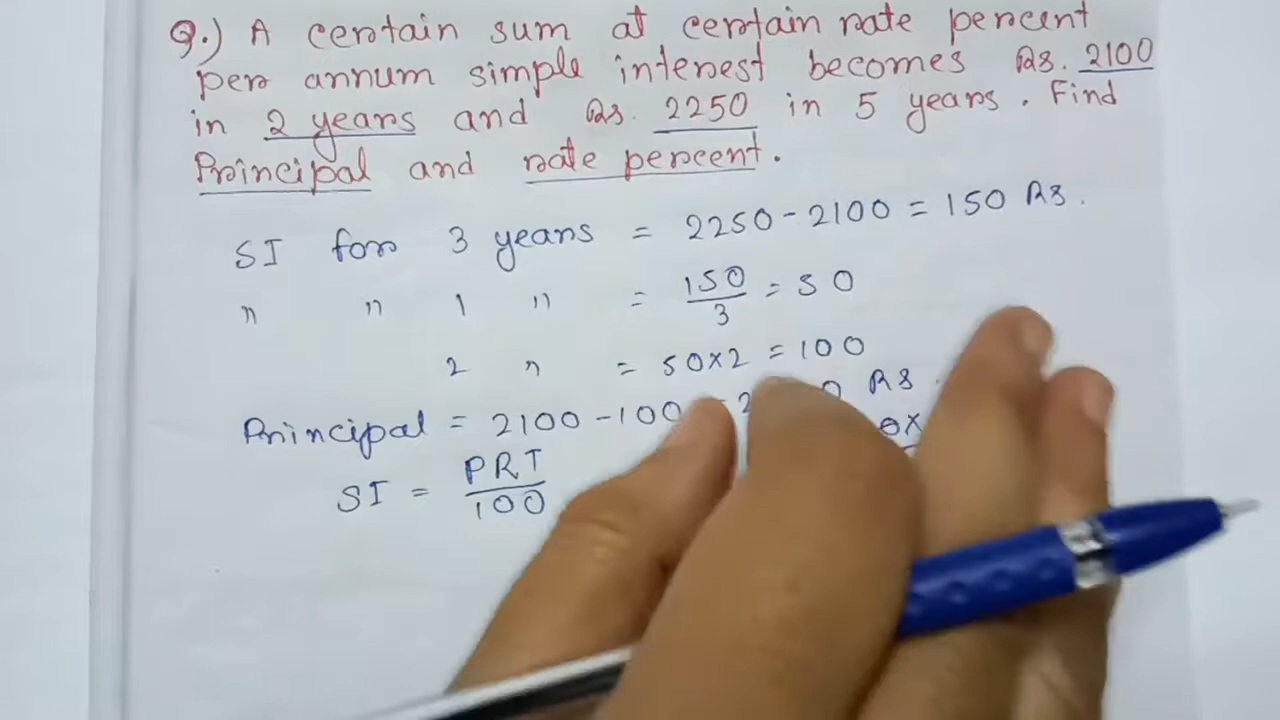 Q.) A certain sum at certain rate percent
per annum simple interest becomes Rs. 2100
in 2 years and Rs. 2250 in 5 years. Find
Principal and rate percent.
SI for 3 years = 2250 - 2100 = 150 Rs.
" " 1 " = 150/3 = 50
2 " = 50×2 = 100
Principal = 2100 - 100 Rs.
SI = PRT/100